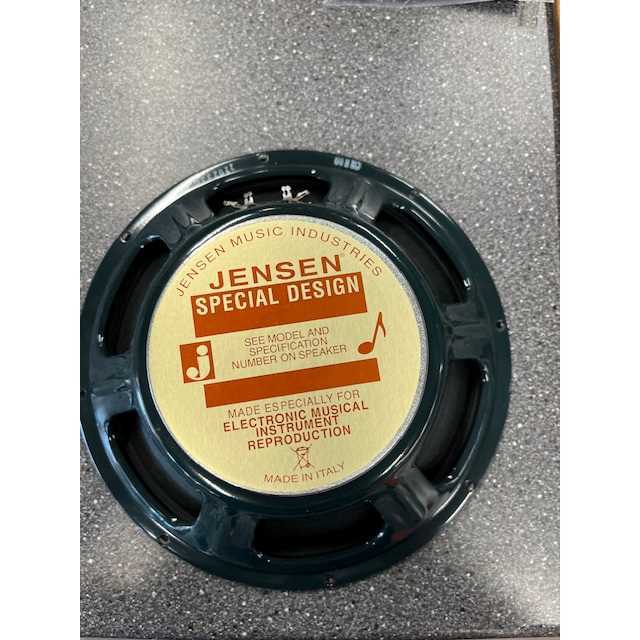 JENSEN MUSIC INDUSTRIES
JENSEN®
SPECIAL DESIGN
j
SEE MODEL AND
SPECIFICATION
NUMBER ON SPEAKER
MADE ESPECIALLY FOR
ELECTRONIC MUSICAL
INSTRUMENT
REPRODUCTION
MADE IN ITALY